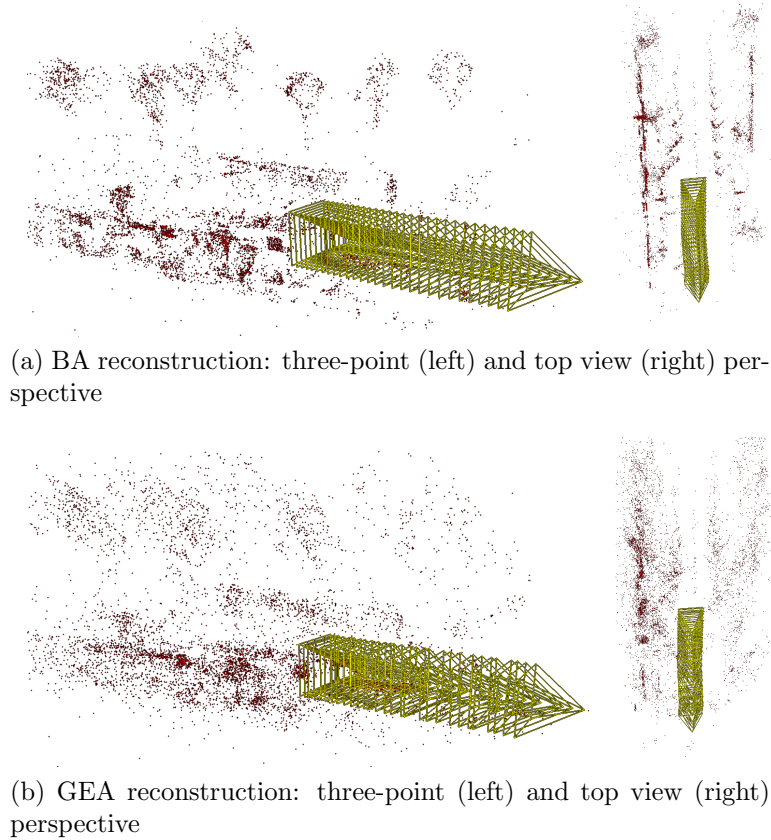 (a) BA reconstruction: three-point (left) and top view (right) per-
spective
(b) GEA reconstruction: three-point (left) and top view (right)
perspective